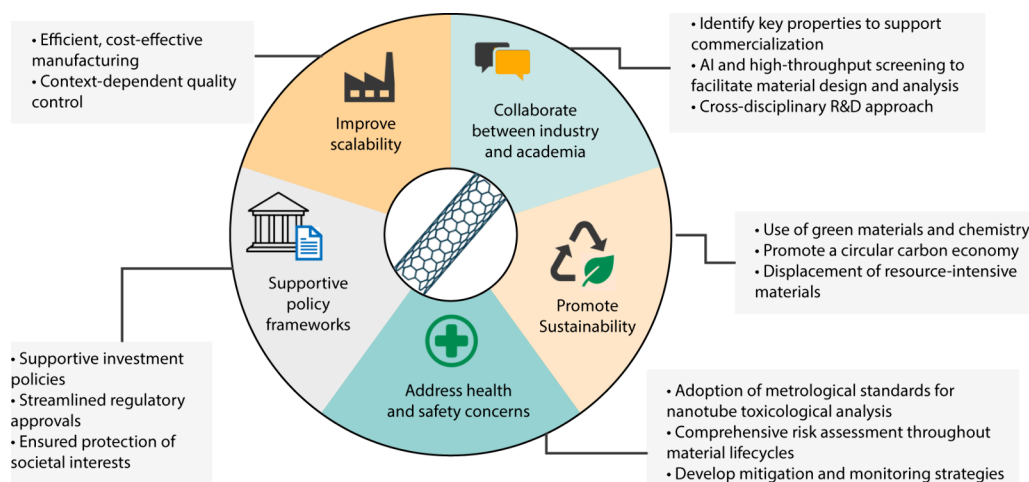 • Efficient, cost-effective
manufacturing
• Context-dependent quality
control
Improve
scalability
Collaborate
between industry
and academia
• Identify key properties to support
commercialization
• AI and high-throughput screening to
facilitate material design and analysis
• Cross-disciplinary R&D approach
Supportive
policy
frameworks
Promote
Sustainability
• Use of green materials and chemistry
• Promote a circular carbon economy
• Displacement of resource-intensive
materials
• Supportive investment
policies
• Streamlined regulatory
approvals
• Ensured protection of
societal interests
Address health
and safety concerns
• Adoption of metrological standards for
nanotube toxicological analysis
• Comprehensive risk assessment throughout
material lifecycles
• Develop mitigation and monitoring strategies